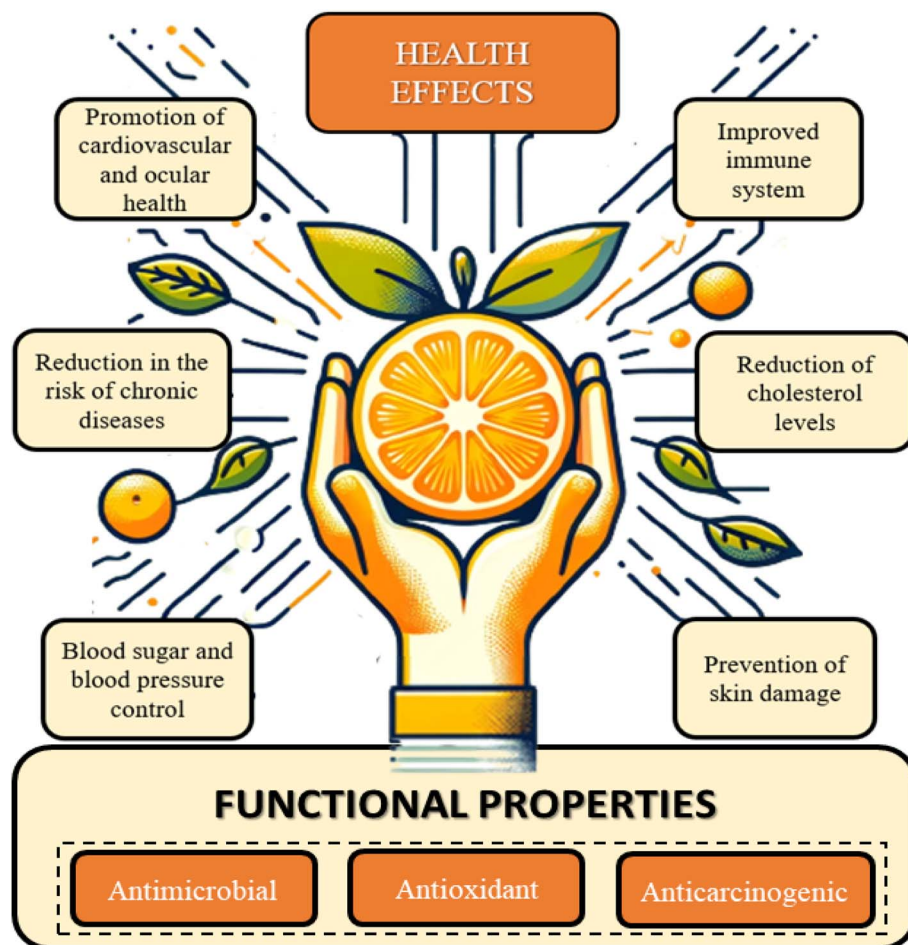 HEALTH
EFFECTS
Promotion of
cardiovascular
and ocular
health
Improved
immune
system
Reduction in the
risk of chronic
diseases
Reduction of
cholesterol
levels
Blood sugar and
blood pressure
control
Prevention of
skin damage
FUNCTIONAL PROPERTIES
Antimicrobial
Antioxidant
Anticarcinogenic